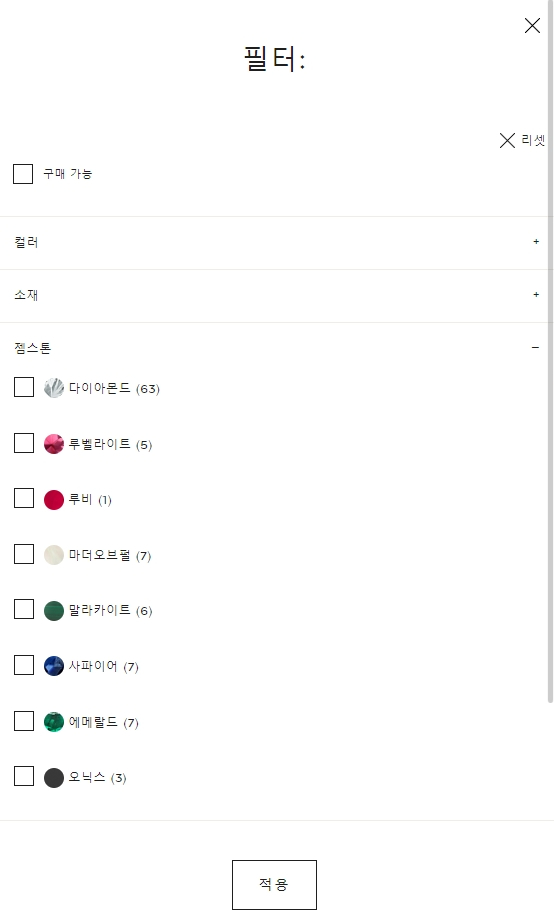 필터:
리셋
구매 가능
컬러 +
소재 +
젬스톤 −
다이아몬드 (63)
루벨라이트 (5)
루비 (1)
마더오브펄 (7)
말라카이트 (6)
사파이어 (7)
에메랄드 (7)
오닉스 (3)
적용